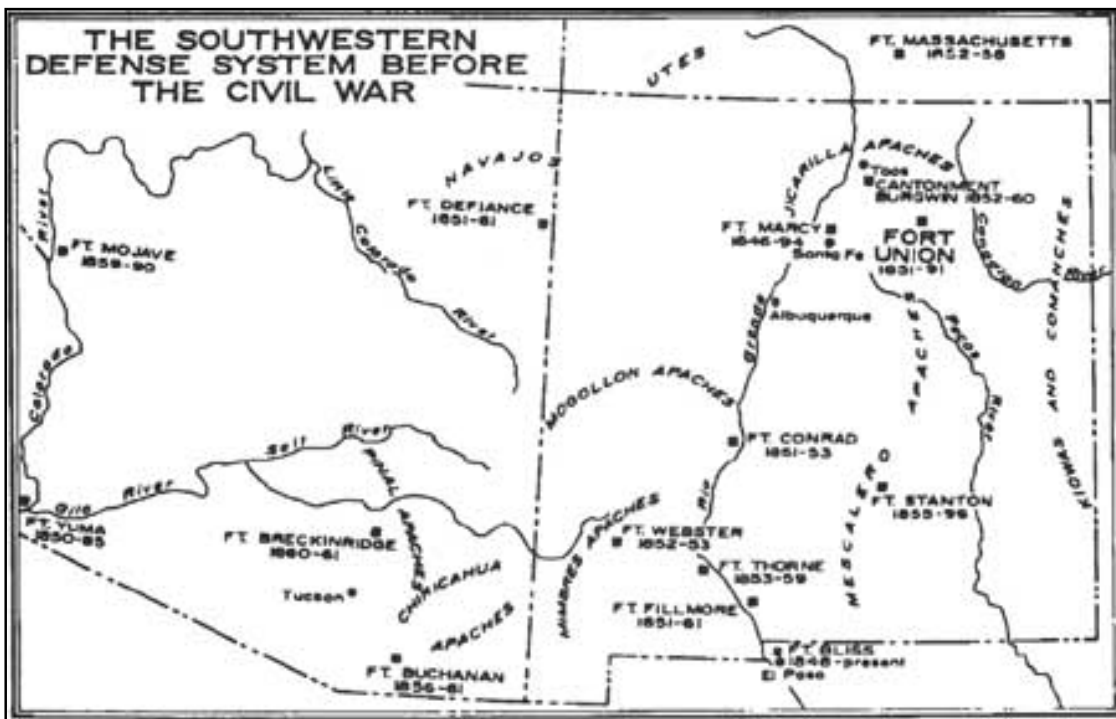 THE SOUTHWESTERN
DEFENSE SYSTEM BEFORE
THE CIVIL WAR
FT. MASSACHUSETTS
1852-58
UTES
NAVAJOS
JICARILLA APACHES
Taos
CANTONMENT
BURGWIN 1852-60
FT. DEFIANCE
1851-61
FT. MARCY
1846-94
Santa Fe
FORT
UNION
1851-91
Canadian River
KIOWAS AND COMANCHES
Little Colorado River
FT. MOJAVE
1859-90
Colorado River
Albuquerque
Rio Grande
Pecos River
MESCALERO APACHES
MOGOLLON APACHES
FT. CONRAD
1851-53
FT. STANTON
1855-96
Salt River
Gila River
PINAL APACHES
FT. YUMA
1850-85
FT. BRECKINRIDGE
1860-61
MIMBRES APACHES
FT. WEBSTER
1852-53
FT. THORNE
1853-59
Tucson
CHIRICAHUA
APACHES
FT. FILLMORE
1851-61
FT. BUCHANAN
1856-61
FT. BLISS
1848-present
El Paso